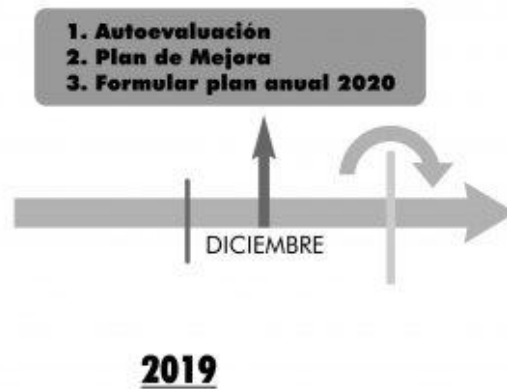 1. Autoevaluación
2. Plan de Mejora
3. Formular plan anual 2020
DICIEMBRE
2019